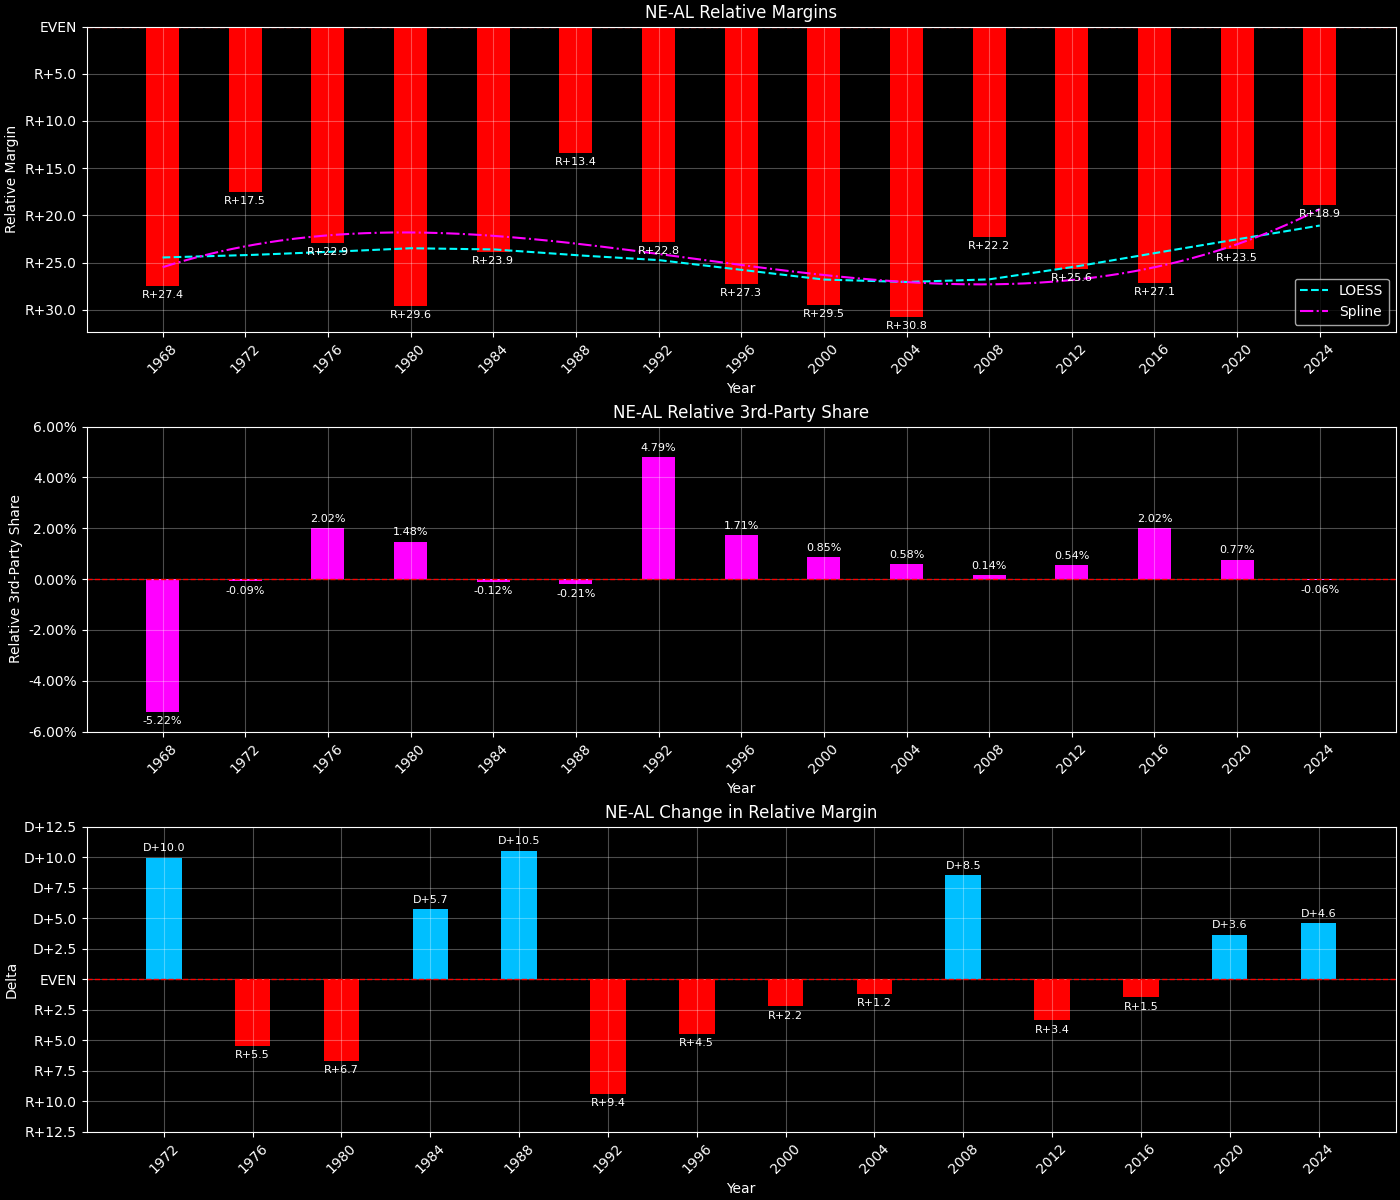 NE-AL Relative Margins
EVEN
R+5.0
R+10.0
R+15.0
R+20.0
R+25.0
R+30.0
Relative Margin
R+27.4
R+17.5
R+22.9
R+29.6
R+23.9
R+13.4
R+22.8
R+27.3
R+29.5
R+30.8
R+22.2
R+25.6
R+27.1
R+23.5
R+18.9
LOESS
Spline
1968
1972
1976
1980
1984
1988
1992
1996
2000
2004
2008
2012
2016
2020
2024
Year
NE-AL Relative 3rd-Party Share
6.00%
4.00%
2.00%
0.00%
-2.00%
-4.00%
-6.00%
Relative 3rd-Party Share
-5.22%
-0.09%
2.02%
1.48%
-0.12%
-0.21%
4.79%
1.71%
0.85%
0.58%
0.14%
0.54%
2.02%
0.77%
-0.06%
1968
1972
1976
1980
1984
1988
1992
1996
2000
2004
2008
2012
2016
2020
2024
Year
NE-AL Change in Relative Margin
D+12.5
D+10.0
D+7.5
D+5.0
D+2.5
EVEN
R+2.5
R+5.0
R+7.5
R+10.0
R+12.5
Delta
D+10.0
R+5.5
R+6.7
D+5.7
D+10.5
R+9.4
R+4.5
R+2.2
R+1.2
D+8.5
R+3.4
R+1.5
D+3.6
D+4.6
1972
1976
1980
1984
1988
1992
1996
2000
2004
2008
2012
2016
2020
2024
Year